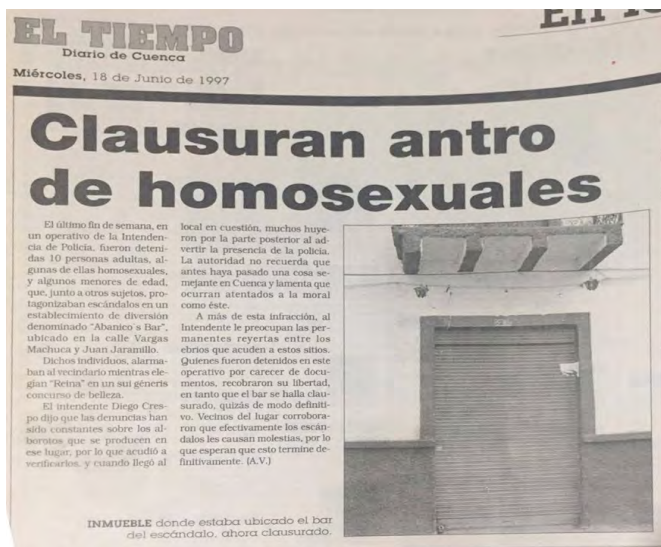 EL TIEMPO
Diario de Cuenca
Miércoles, 18 de Junio de 1997
Clausuran antro
de homosexuales
El último fin de semana, en
un operativo de la Intenden-
cia de Policía, fueron deteni-
das 10 personas adultas, al-
gunas de ellas homosexuales,
y algunos menores de edad,
que, junto a otros sujetos, pro-
tagonizaban escándalos en un
establecimiento de diversión
denominado "Abanico s Bar",
ubicado en la calle Vargas
Machuca y Juan Jaramillo.
Dichos individuos, alarma-
ban al vecindario mientras ele-
gían "Reina" en un sui géneris
concurso de belleza.
El intendente Diego Cres-
po dijo que las denuncias han
sido constantes sobre los al-
borotos que se producen en
ese lugar, por lo que acudió a
verificarlos, y cuando llegó al
local en cuestión, muchos huye-
ron por la parte posterior al ad-
vertir la presencia de la policía.
La autoridad no recuerda que
antes haya pasado una cosa se-
mejante en Cuenca y lamenta que
ocurran atentados a la moral
como éste.
A más de esta infracción, al
Intendente le preocupan las per-
manentes reyertas entre los
ebrios que acuden a estos sitios.
Quienes fueron detenidos en este
operativo por carecer de docu-
mentos, recobraron su libertad,
en tanto que el bar se halla clau-
surado, quizás de modo definiti-
vo. Vecinos del lugar corrobora-
ron que efectivamente los escán-
dalos les causan molestias, por lo
que esperan que esto termine de-
finitivamente. (A.V.)
INMUEBLE donde estaba ubicado el bar
del escándalo, ahora clausurado.